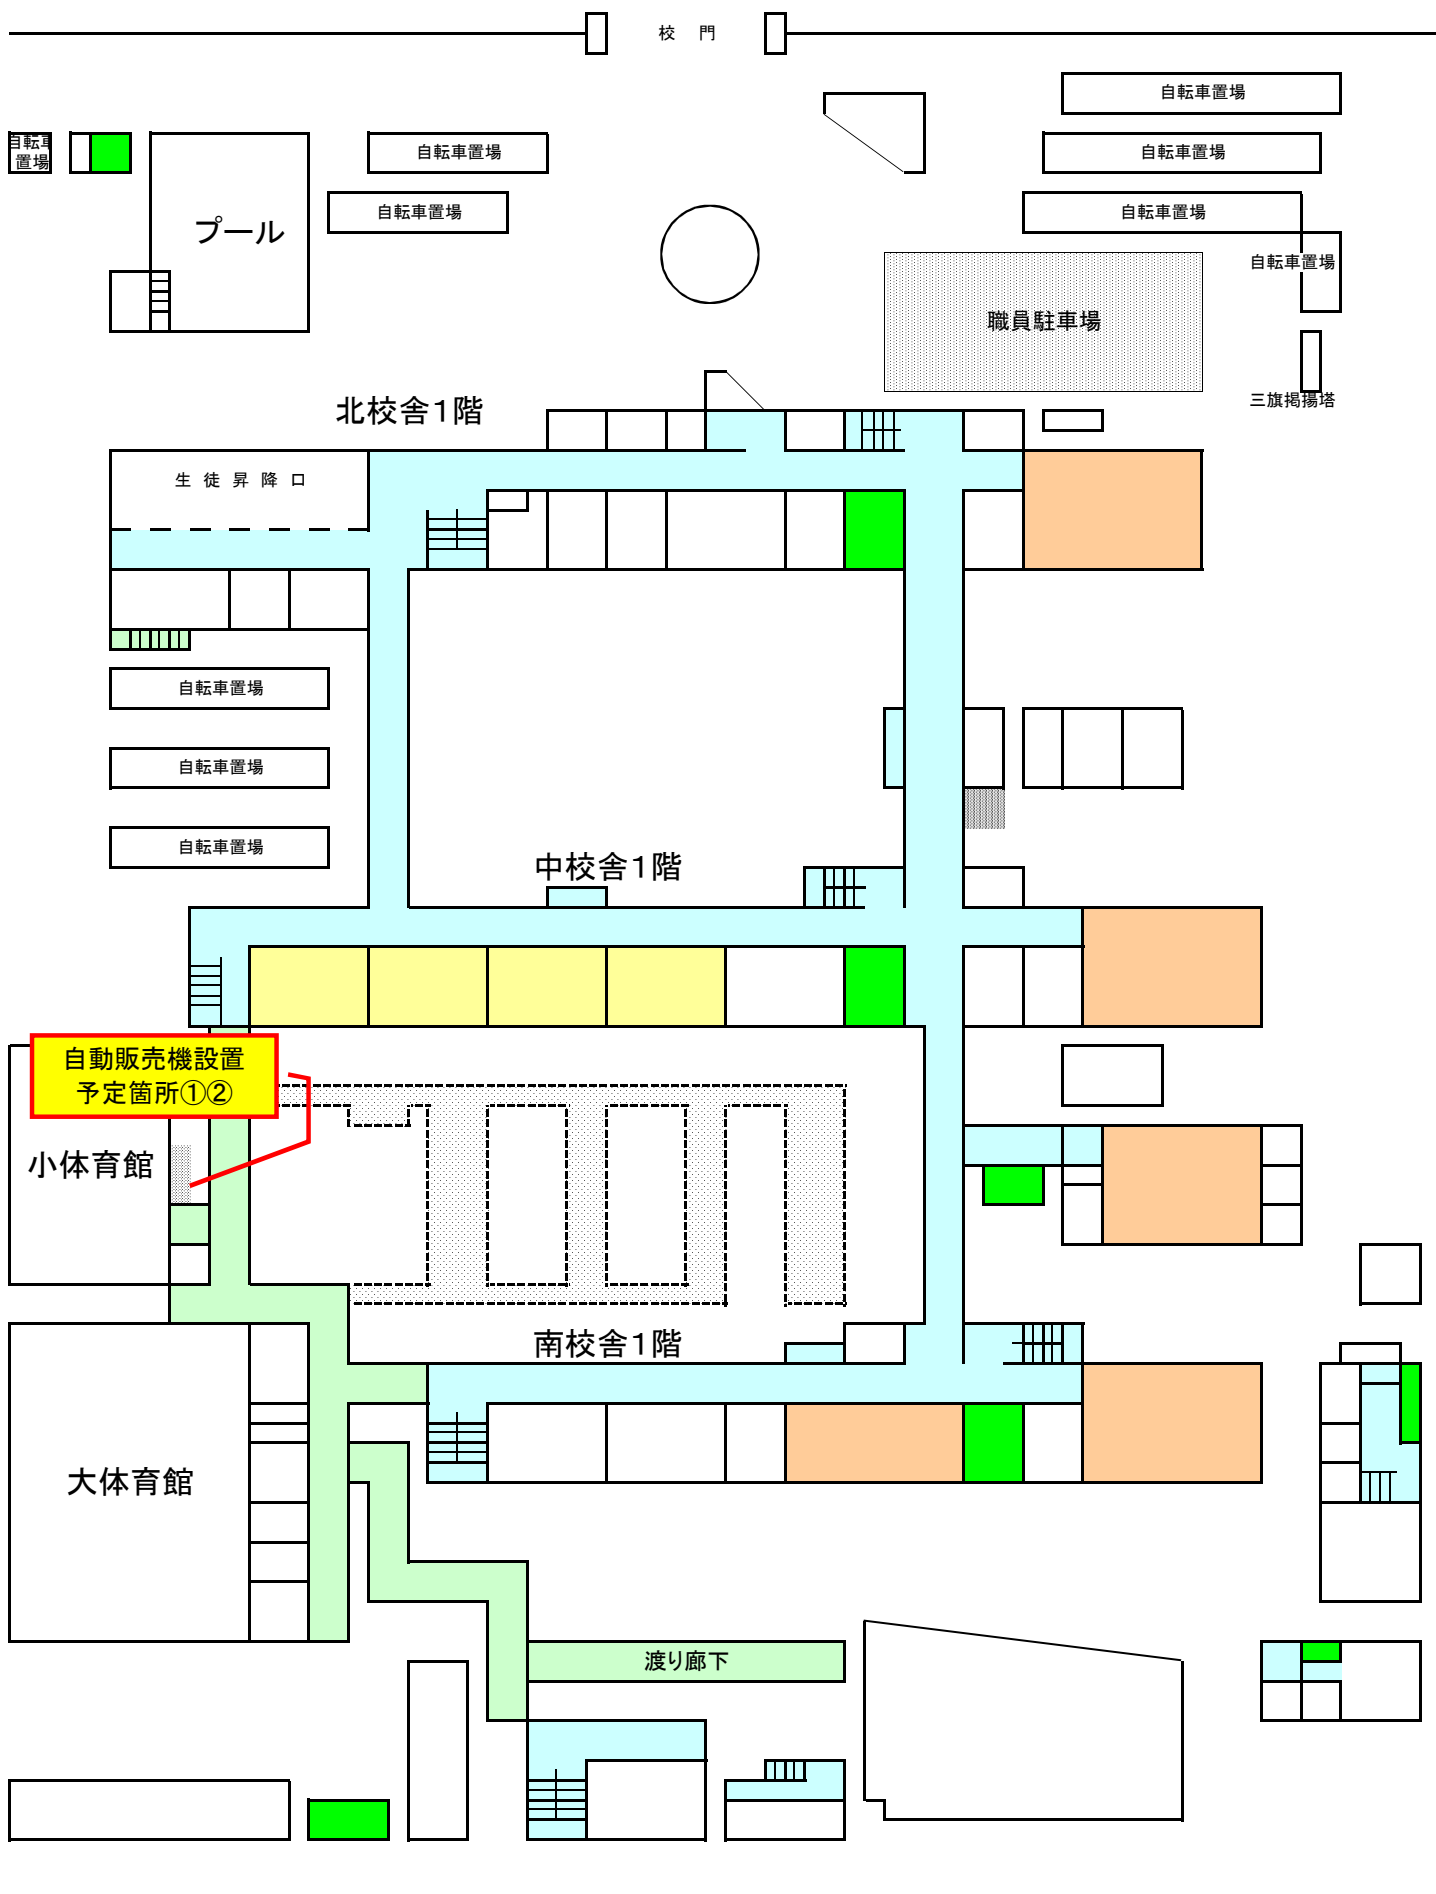 校 門
自転車置場
自転車
置場
自転車置場
自転車置場
自転車置場
自転車置場
プール
自転車置場
職員駐車場
三旗掲揚塔
北校舎1階
生 徒 昇 降 口
自転車置場
自転車置場
自転車置場
中校舎1階
自動販売機設置
予定箇所①②
小体育館
南校舎1階
大体育館
渡り廊下